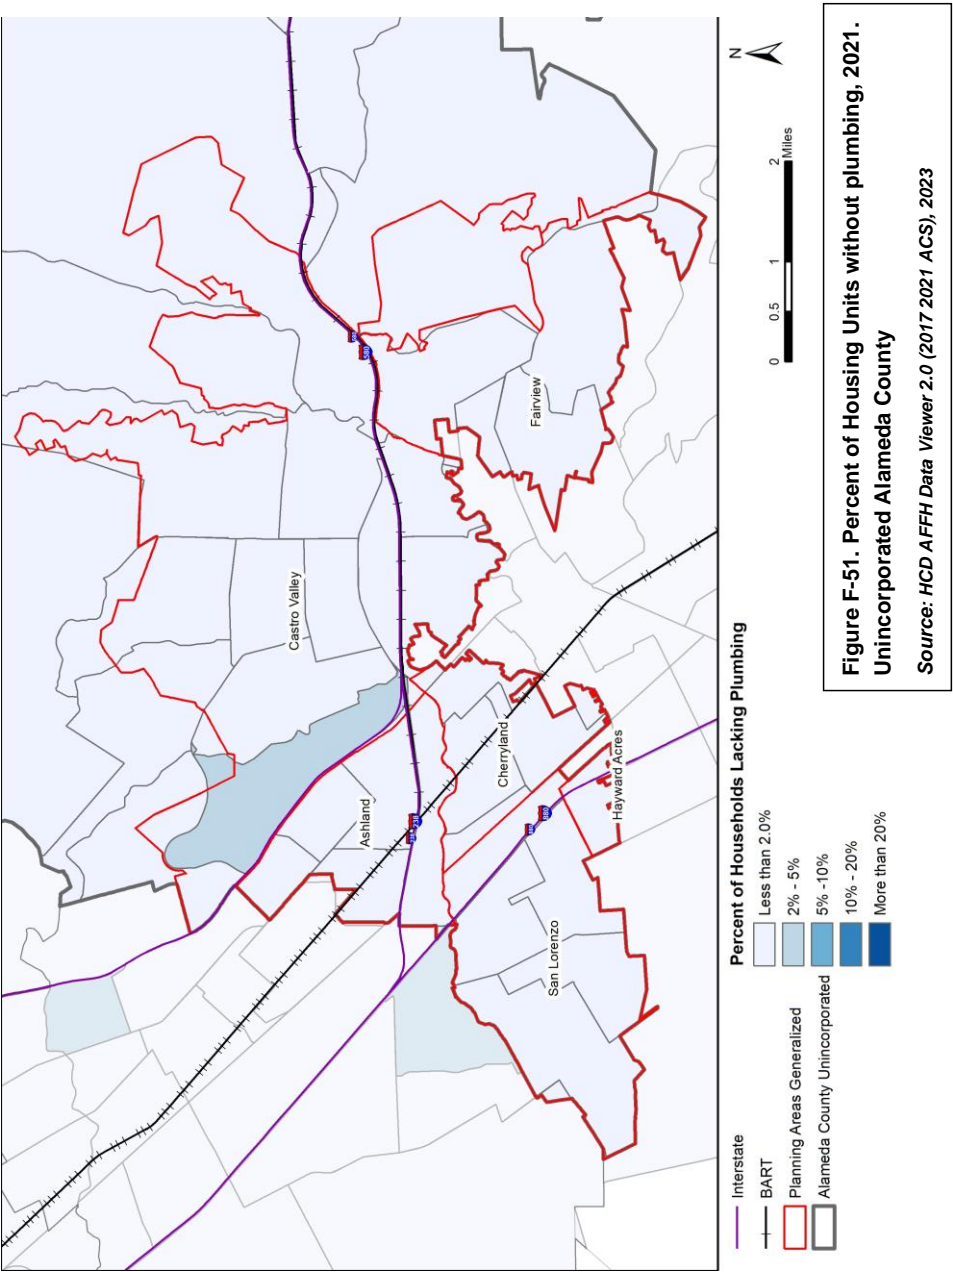 Castro Valley
Ashland
Cherryland
Fairview
Hayward Acres
San Lorenzo
N
0 0.5 1 2
Miles
Interstate
BART
Planning Areas Generalized
Alameda County Unincorporated
Percent of Households Lacking Plumbing
Less than 2.0%
2% - 5%
5% -10%
10% - 20%
More than 20%
Figure F-51. Percent of Housing Units without plumbing, 2021.
Unincorporated Alameda County
Source: HCD AFFH Data Viewer 2.0 (2017 2021 ACS), 2023